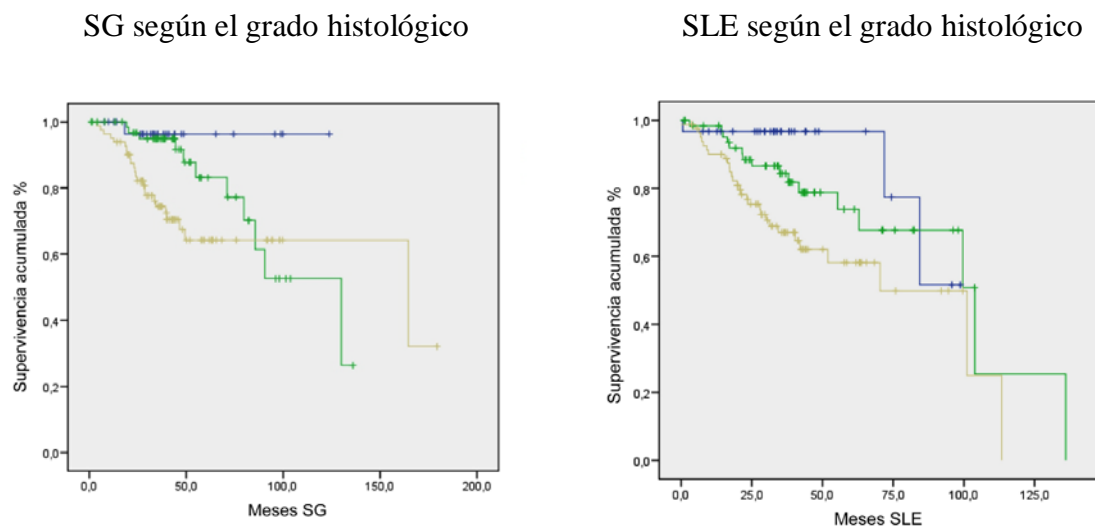 SG según el grado histológico
Supervivencia acumulada %
1,0
0,8
0,6
0,4
0,2
0,0
0,0 50,0 100,0 150,0 200,0
Meses SG
SLE según el grado histológico
Supervivencia acumulada %
1,0
0,8
0,6
0,4
0,2
0,0
0,0 25,0 50,0 75,0 100,0 125,0
Meses SLE